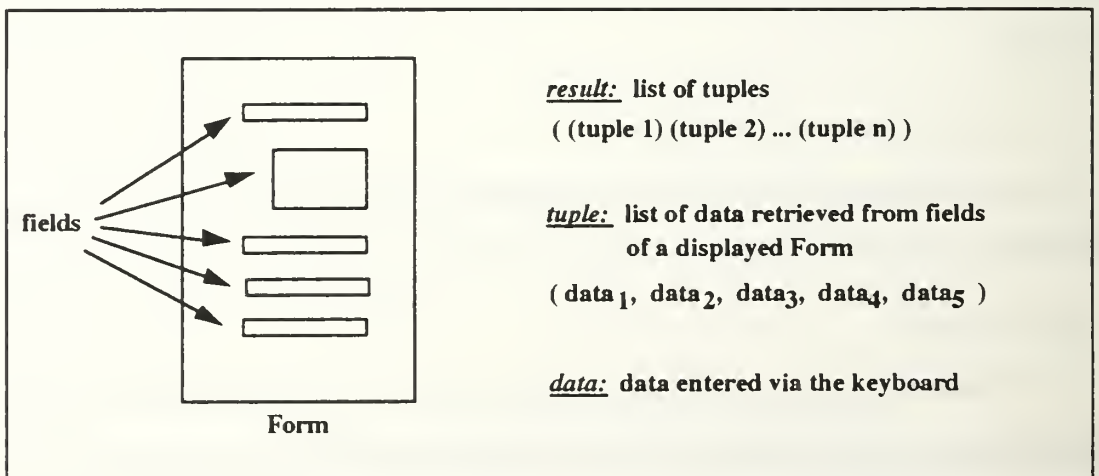 fields
Form
result: list of tuples
( (tuple 1) (tuple 2) ... (tuple n) )
tuple: list of data retrieved from fields
of a displayed Form
( data1, data2, data3, data4, data5 )
data: data entered via the keyboard